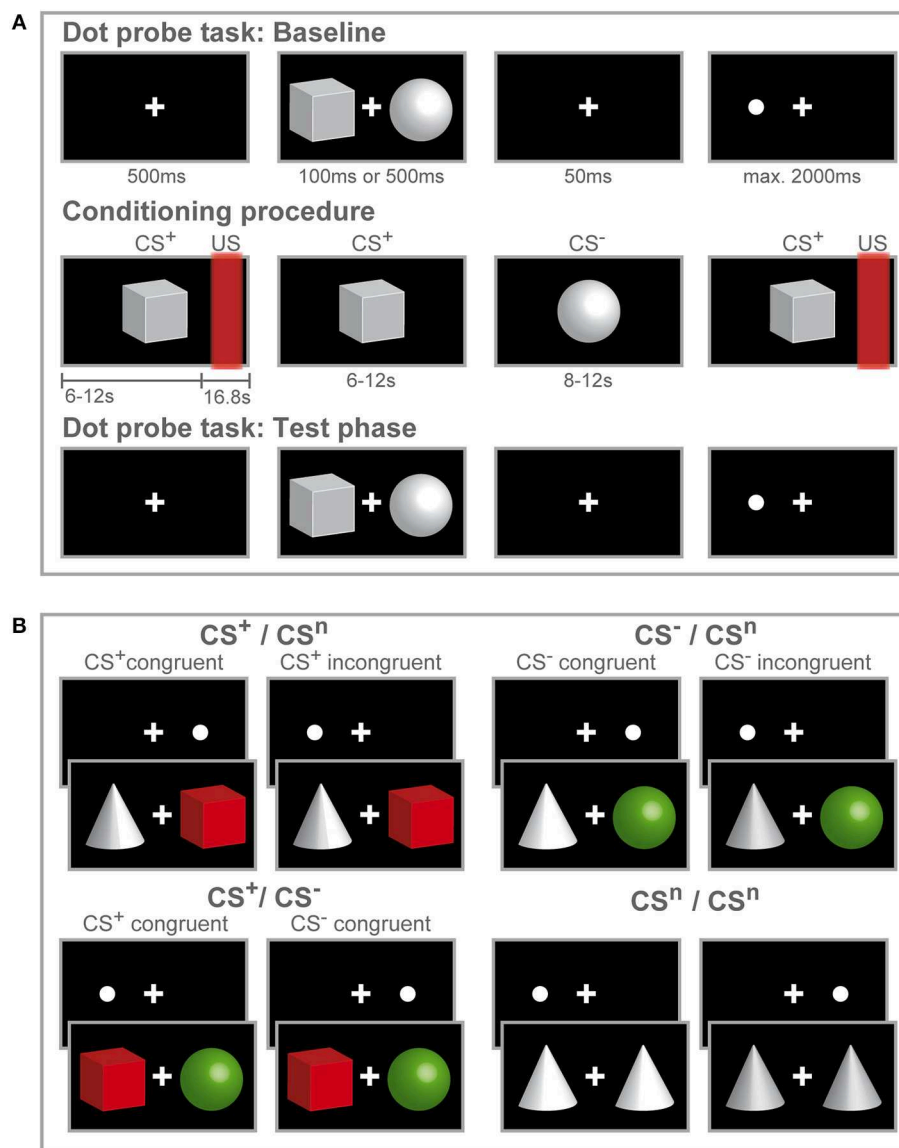 A
Dot probe task: Baseline
500ms 100ms or 500ms 50ms max. 2000ms
Conditioning procedure
CS⁺ US CS⁺ CS⁻ CS⁺ US
6-12s 16.8s 6-12s 8-12s
Dot probe task: Test phase
B
CS⁺ / CSⁿ CS⁻ / CSⁿ
CS⁺congruent CS⁺ incongruent CS⁻ congruent CS⁻ incongruent
CS⁺/ CS⁻ CSⁿ / CSⁿ
CS⁺ congruent CS⁻ congruent